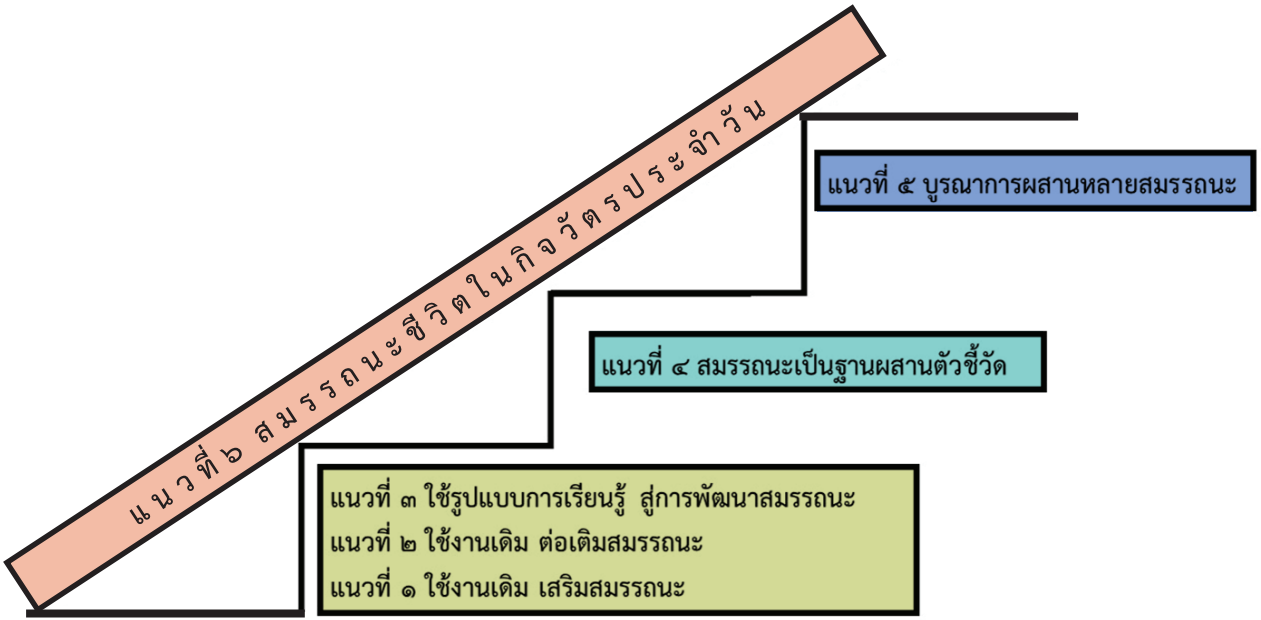 แนวที่ ๖ สมรรถนะชีวิตในกิจวัตรประจำวัน
แนวที่ ๕ บูรณาการผสานหลายสมรรถนะ
แนวที่ ๔ สมรรถนะเป็นฐานผสานตัวชี้วัด
แนวที่ ๓ ใช้รูปแบบการเรียนรู้ สู่การพัฒนาสมรรถนะ
แนวที่ ๒ ใช้งานเดิม ต่อเติมสมรรถนะ
แนวที่ ๑ ใช้งานเดิม เสริมสมรรถนะ